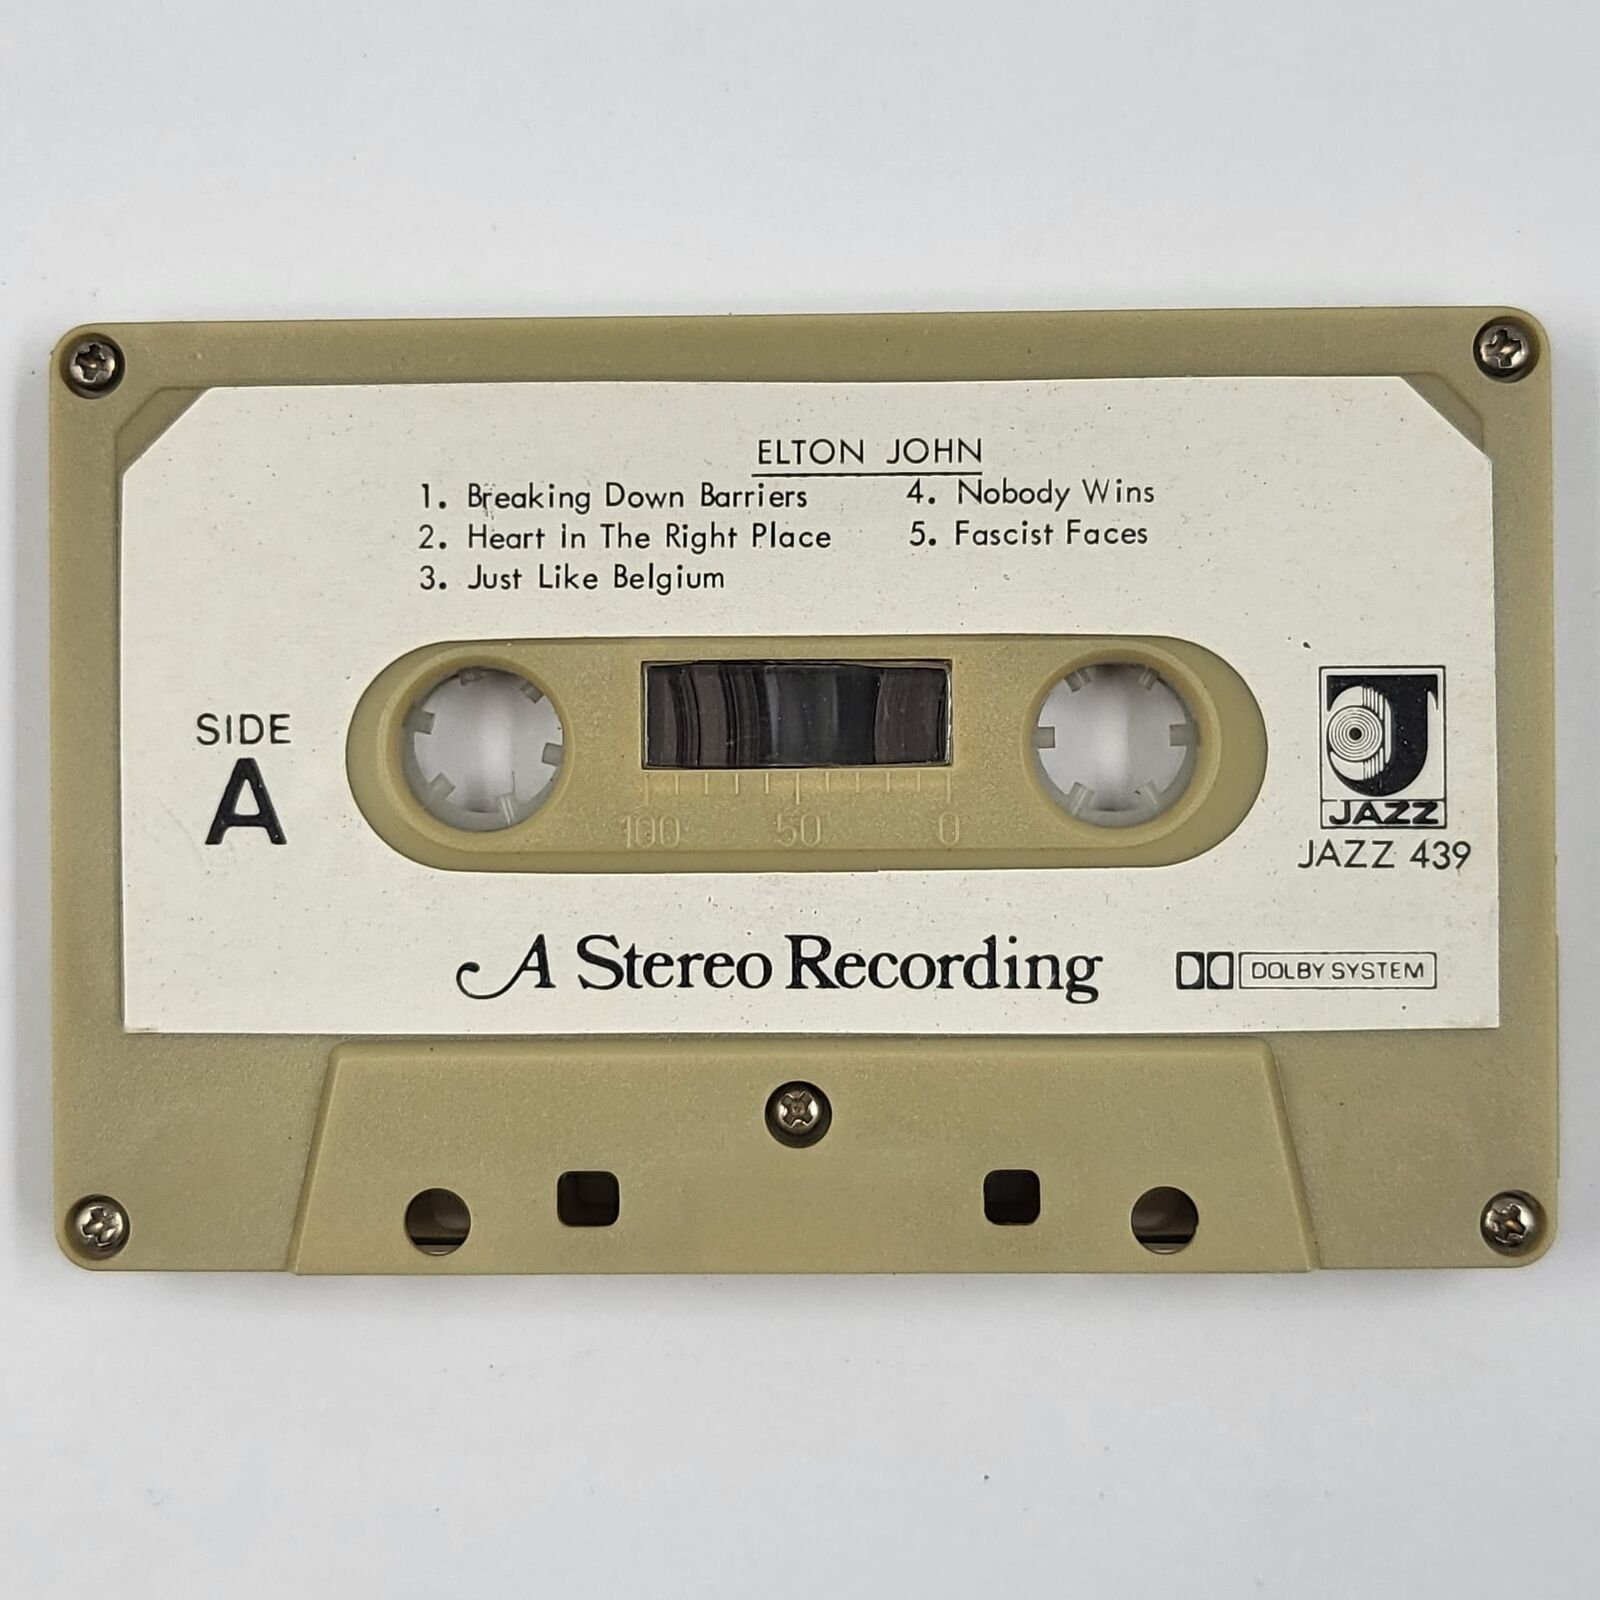 ELTON JOHN
1. Breaking Down Barriers
2. Heart in The Right Place
3. Just Like Belgium
4. Nobody Wins
5. Fascist Faces
SIDE
A
100 50 0
JAZZ
JAZZ 439
A Stereo Recording
DOLBY SYSTEM